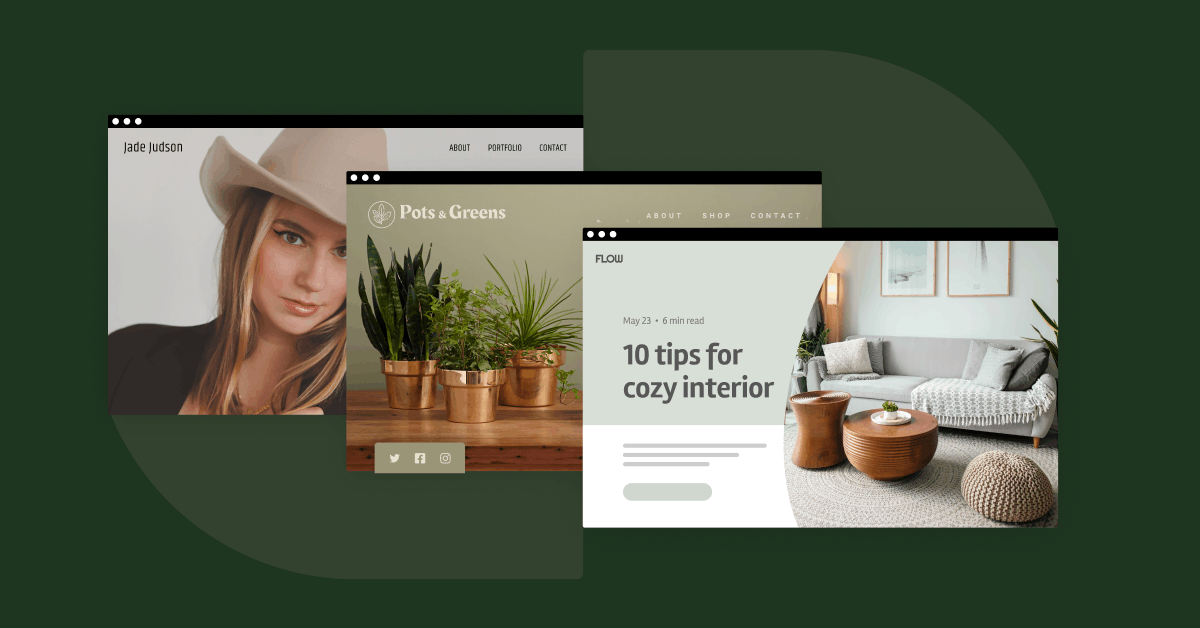 Jade Judson
ABOUT PORTFOLIO CONTACT
Pots & Greens
ABOUT SHOP CONTACT
FLOW
May 23 • 6 min read
10 tips for
cozy interior